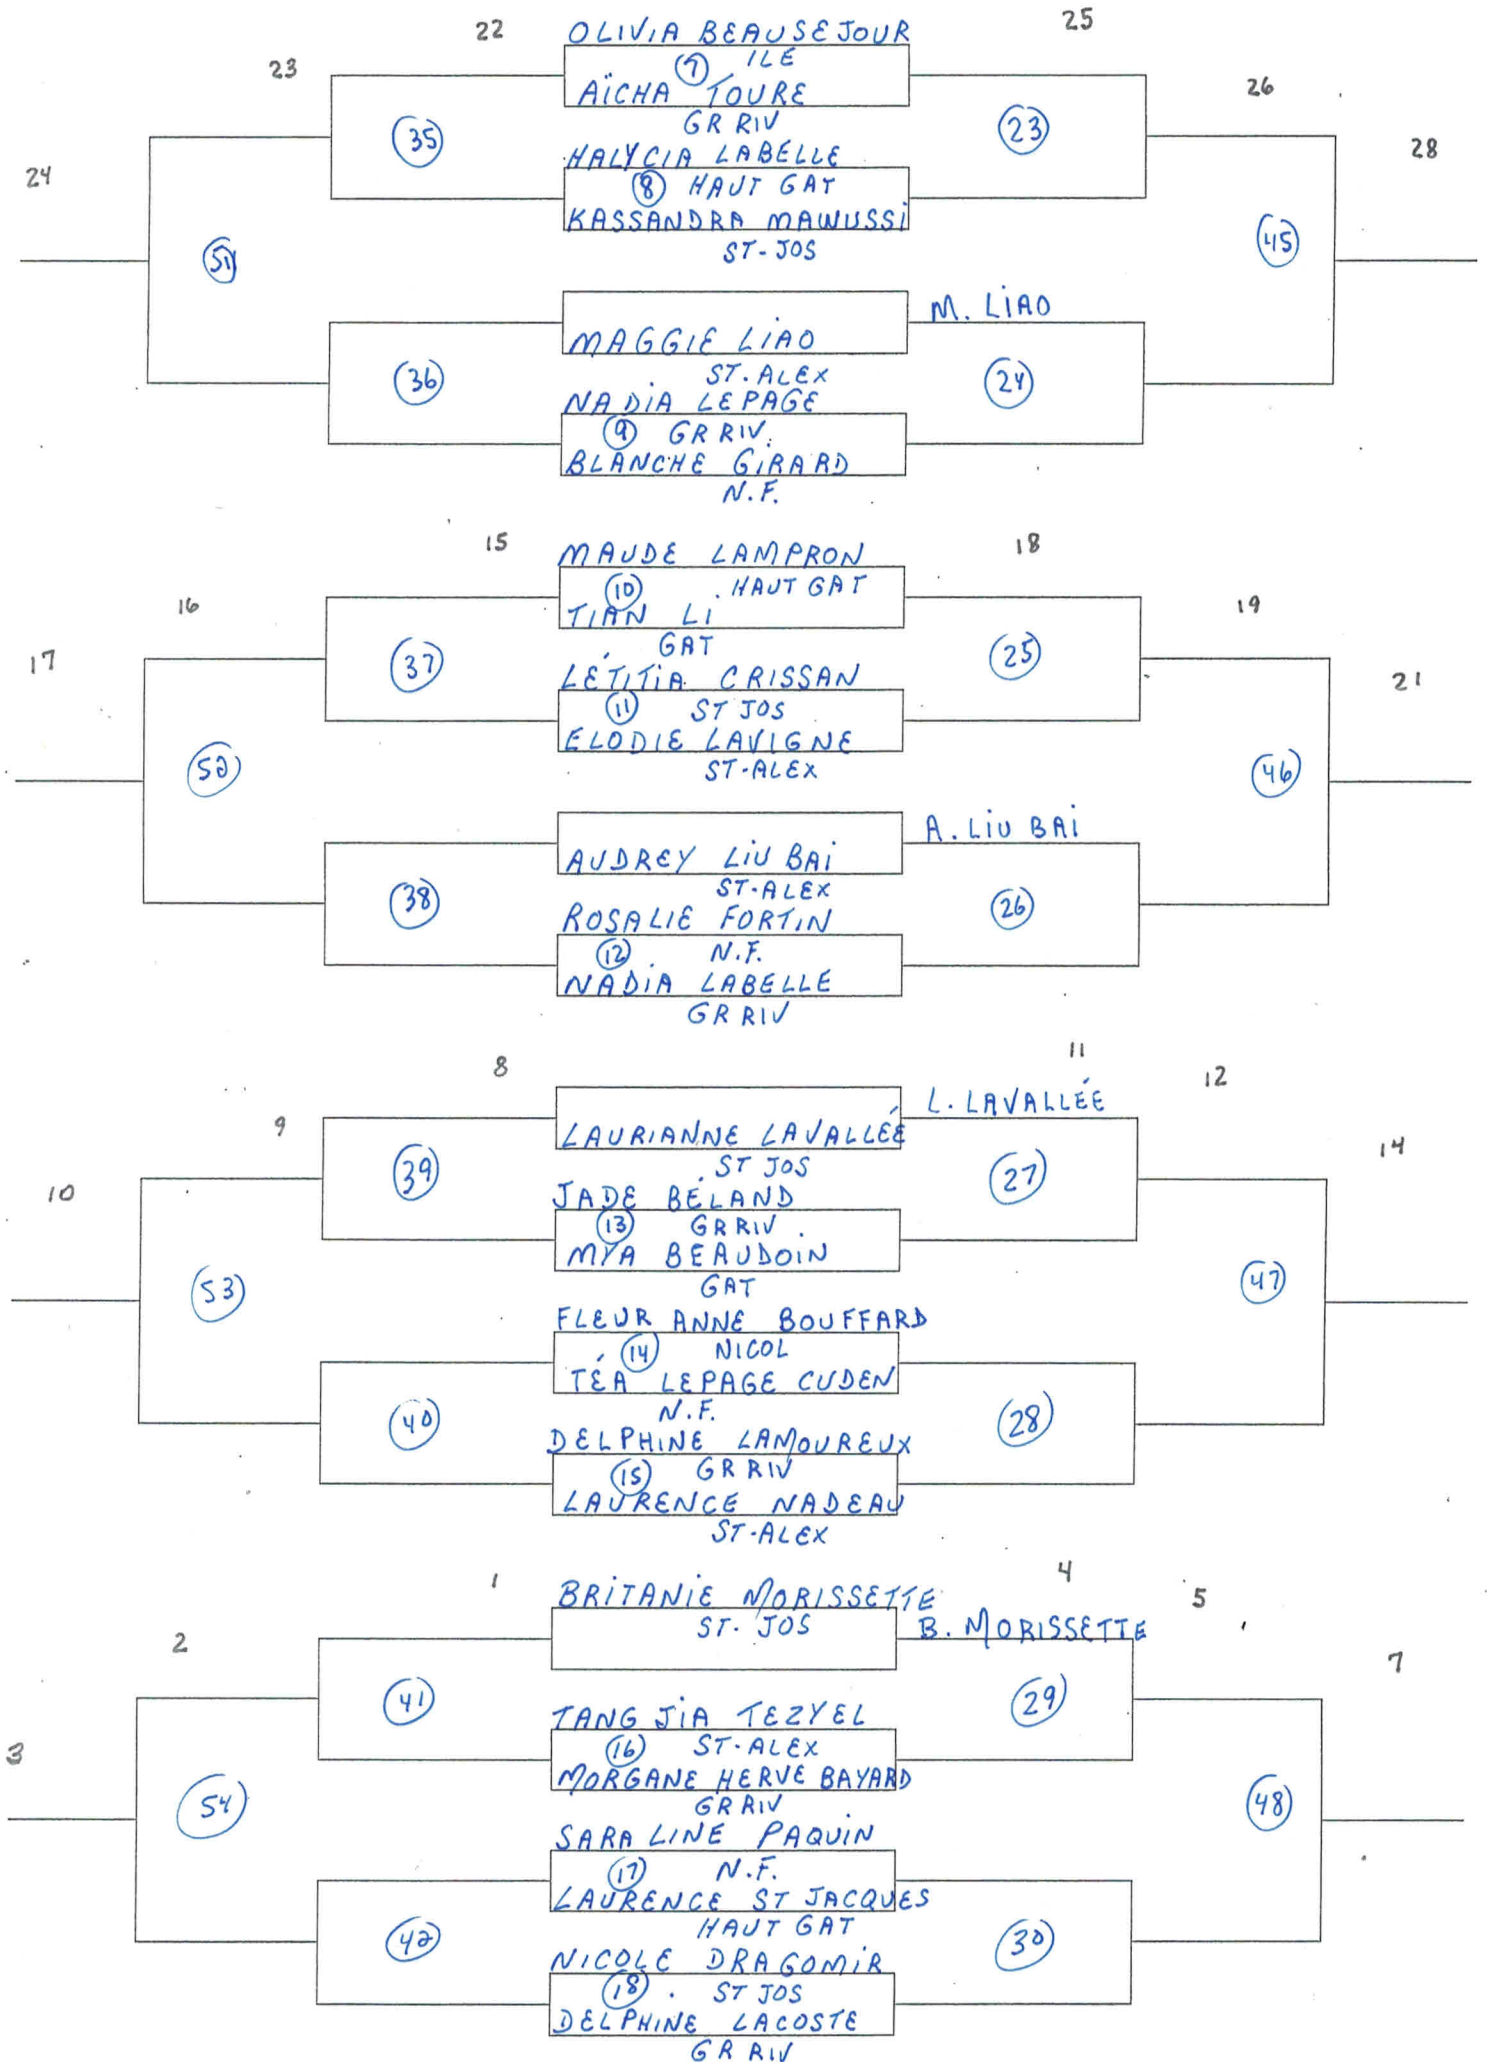 22 OLIVIA BEAUSEJOUR 25
23 7 ILE 26
AÏCHA TOURE
35 GR RIV 23
24 HALYCIA LABELLE 28
8 HAUT GAT
KASSANDRA MAWUSSI
51 ST-JOS 45
M. LIAO
MAGGIE LIAO
36 ST.ALEX 24
NADIA LEPAGE
9 GR RIV.
BLANCHE GIRARD
N.F.
15 MAUDE LAMPRON 18
16 10 HAUT GAT 19
TIAN LI
37 GAT 25
17 LÉTITIA CRISSAN 21
11 ST JOS
ELODIE LAVIGNE
52 ST-ALEX 46
A. LIU BAI
AUDREY LIU BAI
38 ST-ALEX 26
ROSALIE FORTIN
12 N.F.
NADIA LABELLE
GR RIV
8 11 12
9 L. LAVALLÉE
LAURIANNE LAVALLÉE 14
39 ST JOS 27
10 JADE BÉLAND
13 GR RIV
MYA BEAUDOIN
53 GAT 47
FLEUR ANNE BOUFFARD
14 NICOL
TÉA LEPAGE CUDEN
40 N.F. 28
DELPHINE LAMOUREUX
15 GR RIV
LAURENCE NADEAU
ST-ALEX
1 BRITANIE MORISSETTE 4 5
2 ST. JOS B. MORISSETTE 7
41 29
3 TANG JIA TEZYEL
16 ST-ALEX
MORGANE HERVE BAYARD
54 GR RIV 48
SARA LINE PAQUIN
17 N.F.
LAURENCE ST JACQUES
42 HAUT GAT 30
NICOLE DRAGOMIR
18 ST JOS
DELPHINE LACOSTE
GR RIV